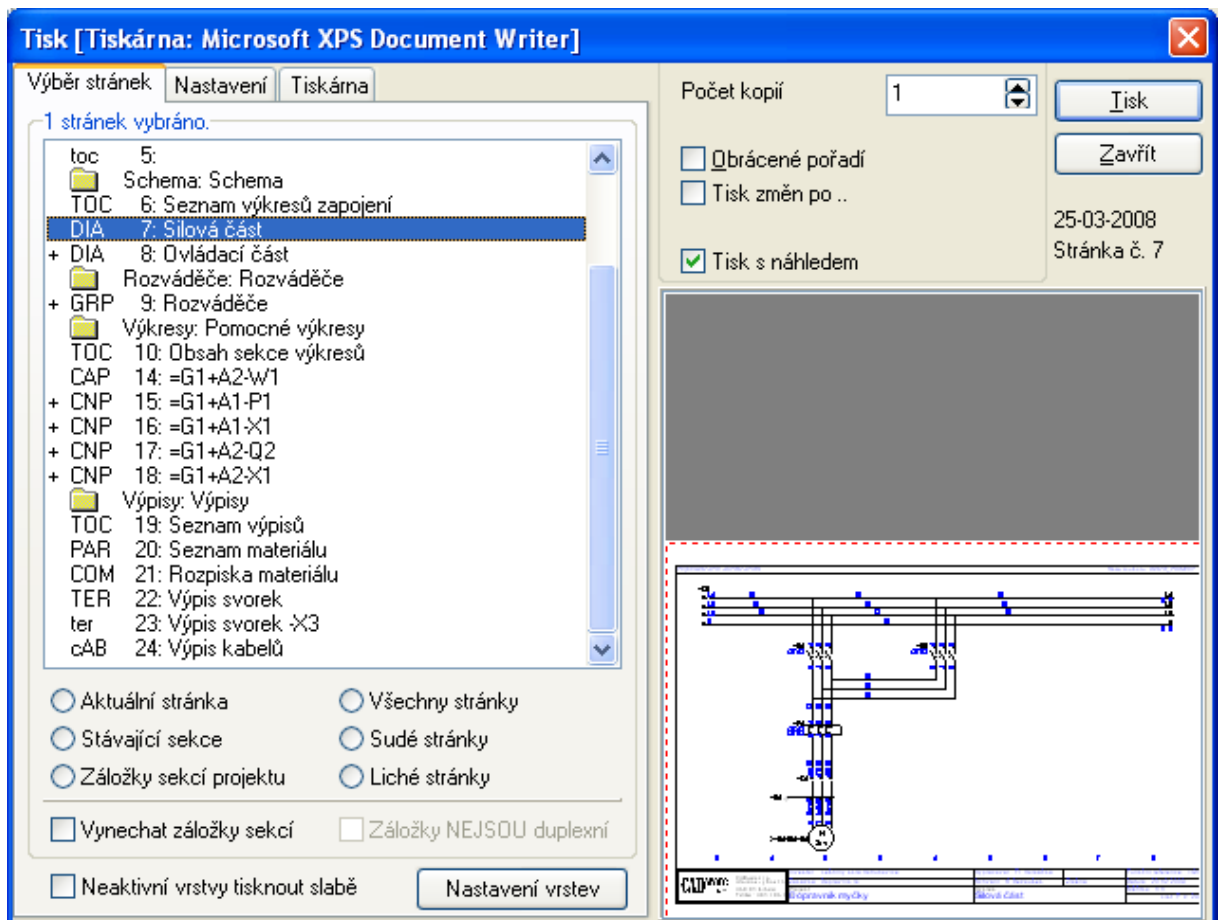 Tisk [Tiskárna: Microsoft XPS Document Writer]
Výběr stránek Nastavení Tiskárna
1 stránek vybráno.
toc 5:
Schema: Schema
TOC 6: Seznam výkresů zapojení
DIA 7: Silová část
+ DIA 8: Ovládací část
Rozváděče: Rozváděče
+ GRP 9: Rozváděče
Výkresy: Pomocné výkresy
TOC 10: Obsah sekce výkresů
CAP 14: =G1+A2-W1
+ CNP 15: =G1+A1-P1
+ CNP 16: =G1+A1-X1
+ CNP 17: =G1+A2-Q2
+ CNP 18: =G1+A2-X1
Výpisy: Výpisy
TOC 19: Seznam výpisů
PAR 20: Seznam materiálu
COM 21: Rozpiska materiálu
TER 22: Výpis svorek
ter 23: Výpis svorek -X3
cAB 24: Výpis kabelů
Aktuální stránka
Všechny stránky
Stávající sekce
Sudé stránky
Záložky sekcí projektu
Liché stránky
Vynechat záložky sekcí
Záložky NEJSOU duplexní
Neaktivní vrstvy tisknout slabě
Nastavení vrstev
Počet kopií 1
Obrácené pořadí
Tisk změn po ..
Tisk s náhledem
Tisk
Zavřít
25-03-2008
Stránka č. 7
Dopravník myčky
Silová část